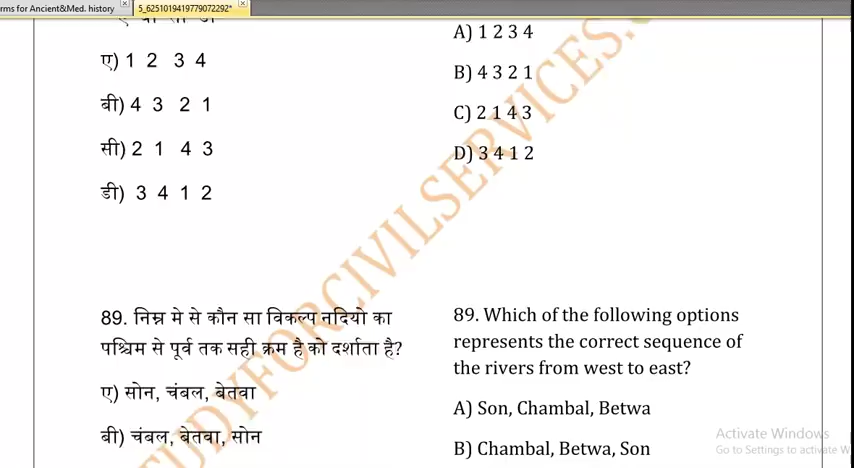 rms for Ancient&Med. history
5_6251019419779072292*
ए) 1 2 3 4
बी) 4 3 2 1
सी) 2 1 4 3
डी) 3 4 1 2
A) 1 2 3 4
B) 4 3 2 1
C) 2 1 4 3
D) 3 4 1 2
89. निम्न मे से कौन सा विकल्प नदियो का
पश्चिम से पूर्व तक सही क्रम है को दर्शाता है?
ए) सोन, चंबल, बेतवा
बी) चंबल, बेतवा, सोन
89. Which of the following options
represents the correct sequence of
the rivers from west to east?
A) Son, Chambal, Betwa
B) Chambal, Betwa, Son
STUDYFORCIVILSERVICES.
Activate Windows
Go to Settings to activate W